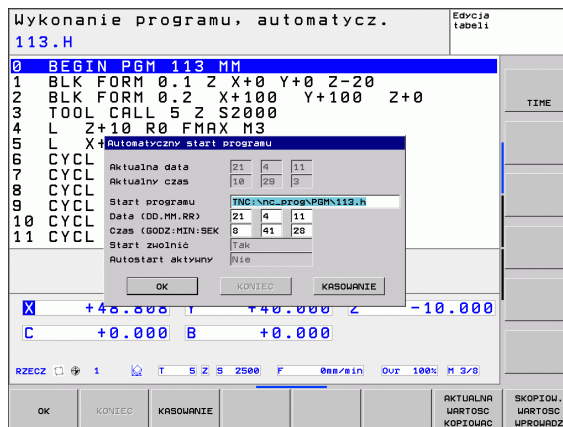 Wykonanie programu, automatycz.
Edycja
tabeli
113.H
0 BEGIN PGM 113 MM
1 BLK FORM 0.1 Z X+0 Y+0 Z-20
2 BLK FORM 0.2 X+100 Y+100 Z+0
3 TOOL CALL 5 Z S2000
4 L Z+10 R0 FMAX M3
5 L X+
6 CYCL
7 CYCL
8 CYCL
9 CYCL
10 CYCL
11 CYCL
TIME
Automatyczny start programu
Aktualna data 21 4 11
Aktualny czas 10 29 3
Start programu TNC:\nc_prog\PGM\113.h
Data (DD.MM.RR) 21 4 11
Czas (GODZ:MIN:SEK 8 41 28
Start zwolnić Tak
Autostart aktywny Nie
OK KONIEC KASOWANIE
X +48.808 Y +40.000 Z -10.000
C +0.000 B +0.000
RZECZ 1 T 5 Z S 2500 F 0mm/min Our 100% M 3/8
OK KONIEC KASOWANIE
AKTUALNA
WARTOSC
KOPIOWAC
SKOPIOW.
WARTOSC
WPROWADZ